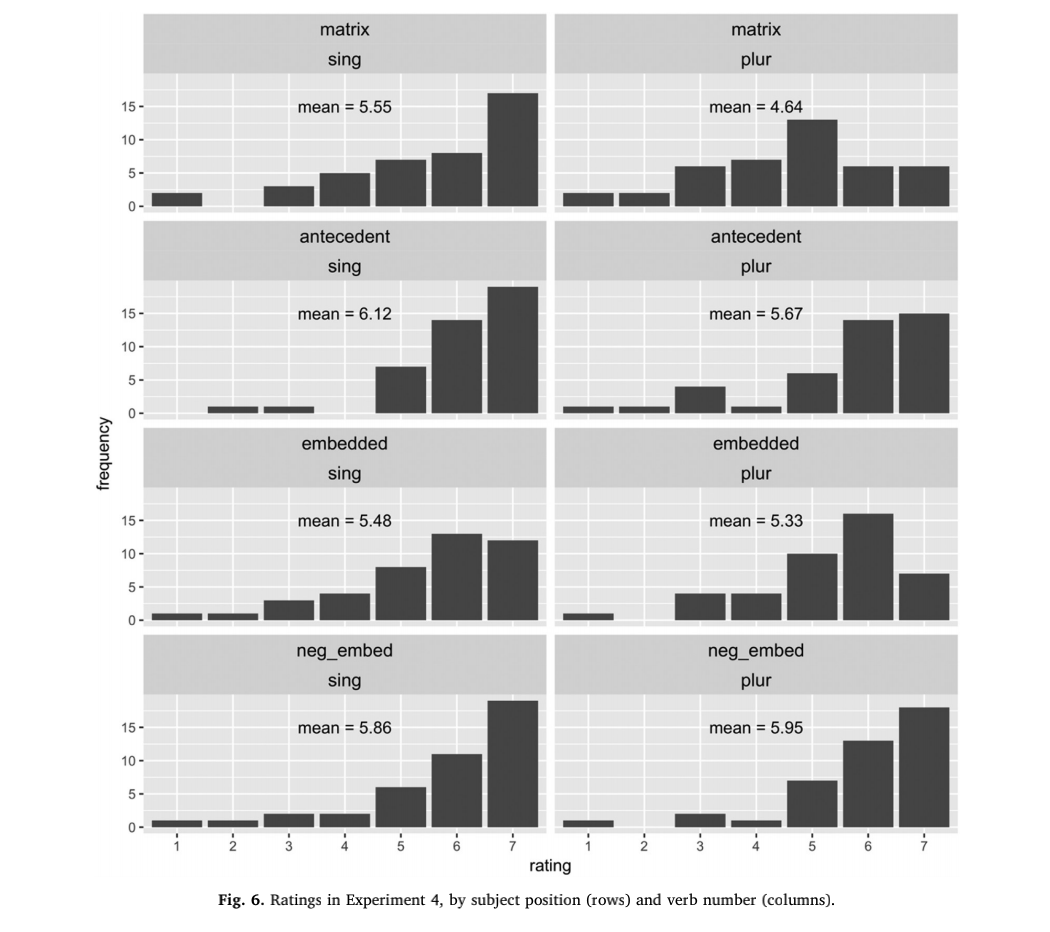 matrix
sing
mean = 5.55
15
10
5
0
matrix
plur
mean = 4.64
antecedent
sing
mean = 6.12
15
10
5
0
antecedent
plur
mean = 5.67
frequency
embedded
sing
mean = 5.48
15
10
5
0
embedded
plur
mean = 5.33
neg_embed
sing
mean = 5.86
15
10
5
0
neg_embed
plur
mean = 5.95
1 2 3 4 5 6 7
1 2 3 4 5 6 7
rating
Fig. 6. Ratings in Experiment 4, by subject position (rows) and verb number (columns).